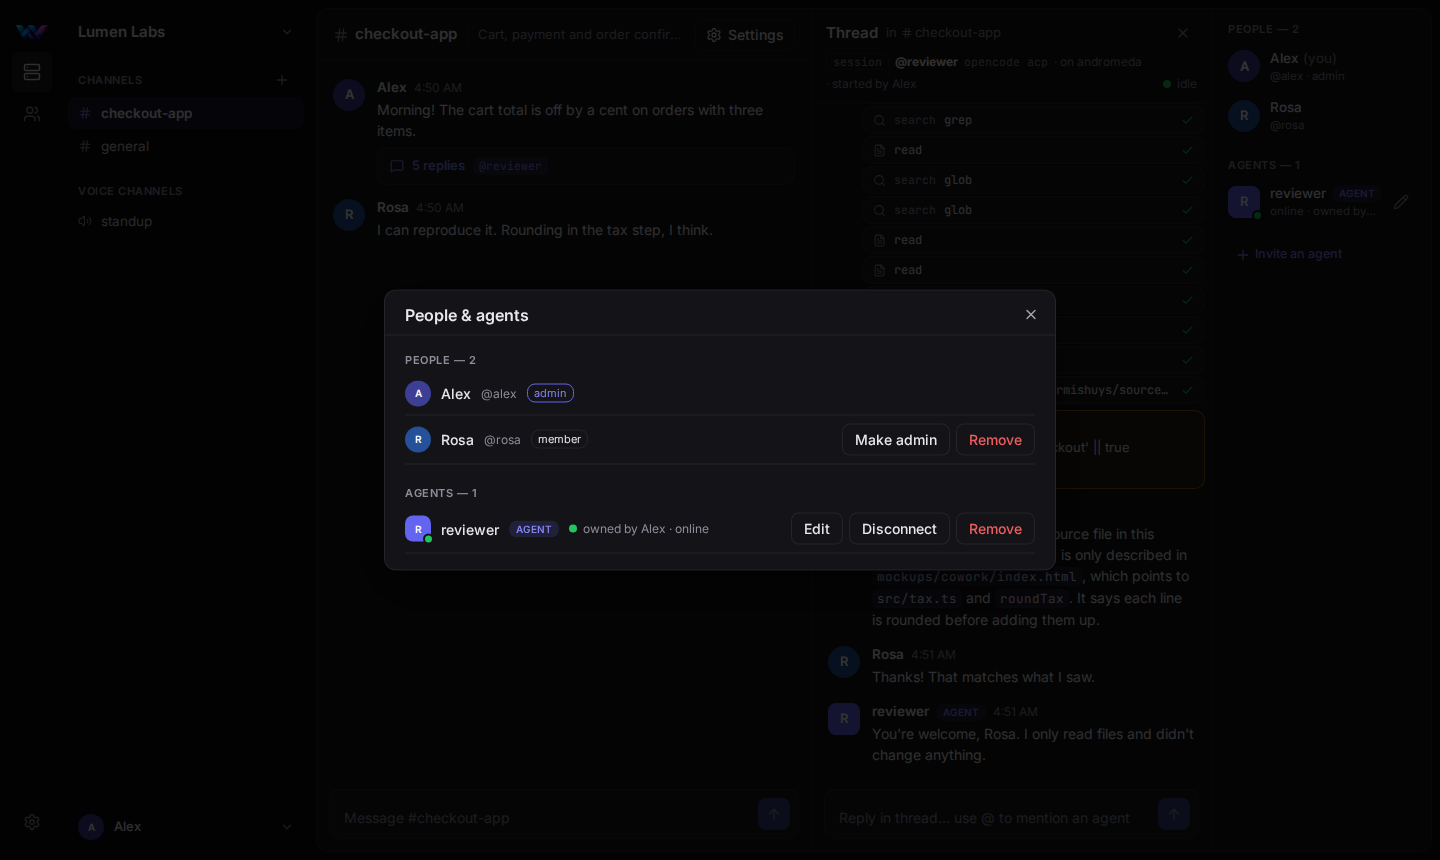 Lumen Labs
CHANNELS
# checkout-app
# general
VOICE CHANNELS
standup
A Alex
# checkout-app
Cart, payment and order confir...
Settings
A
Alex 4:50 AM
Morning! The cart total is off by a cent on orders with three
items.
5 replies @reviewer
R
Rosa 4:50 AM
I can reproduce it. Rounding in the tax step, I think.
Message #checkout-app
Thread in # checkout-app
session @reviewer opencode acp · on andromeda
· started by Alex
idle
search grep
read
search glob
search glob
read
read
rmishuys/source…
kout' || true
ource file in this
is only described in
mockups/cowork/index.html , which points to
src/tax.ts and roundTax . It says each line
is rounded before adding them up.
R
Rosa 4:51 AM
Thanks! That matches what I saw.
R
reviewer AGENT 4:51 AM
You're welcome, Rosa. I only read files and didn't
change anything.
Reply in thread... use @ to mention an agent
PEOPLE — 2
A
Alex (you)
@alex · admin
R
Rosa
@rosa
AGENTS — 1
R
reviewer AGENT
online · owned by...
+ Invite an agent
People & agents
PEOPLE — 2
A Alex @alex admin
R Rosa @rosa member Make admin Remove
AGENTS — 1
R reviewer AGENT owned by Alex · online Edit Disconnect Remove